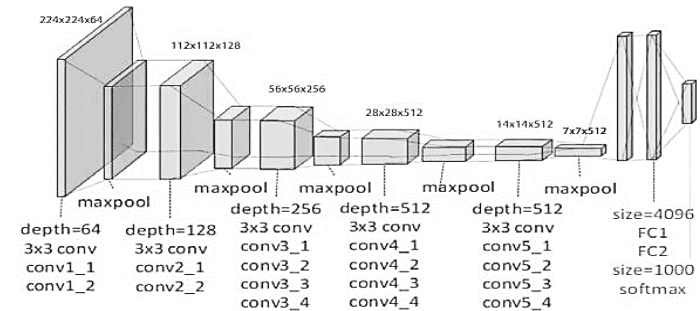 224x224x64
112x112x128
56x56x256
28x28x512
14x14x512
7x7x512
maxpool
maxpool
maxpool
maxpool
maxpool
depth=64
3x3 conv
conv1_1
conv1_2
depth=128
3x3 conv
conv2_1
conv2_2
depth=256
3x3 conv
conv3_1
conv3_2
conv3_3
conv3_4
depth=512
3x3 conv
conv4_1
conv4_2
conv4_3
conv4_4
depth=512
3x3 conv
conv5_1
conv5_2
conv5_3
conv5_4
size=4096
FC1
FC2
size=1000
softmax